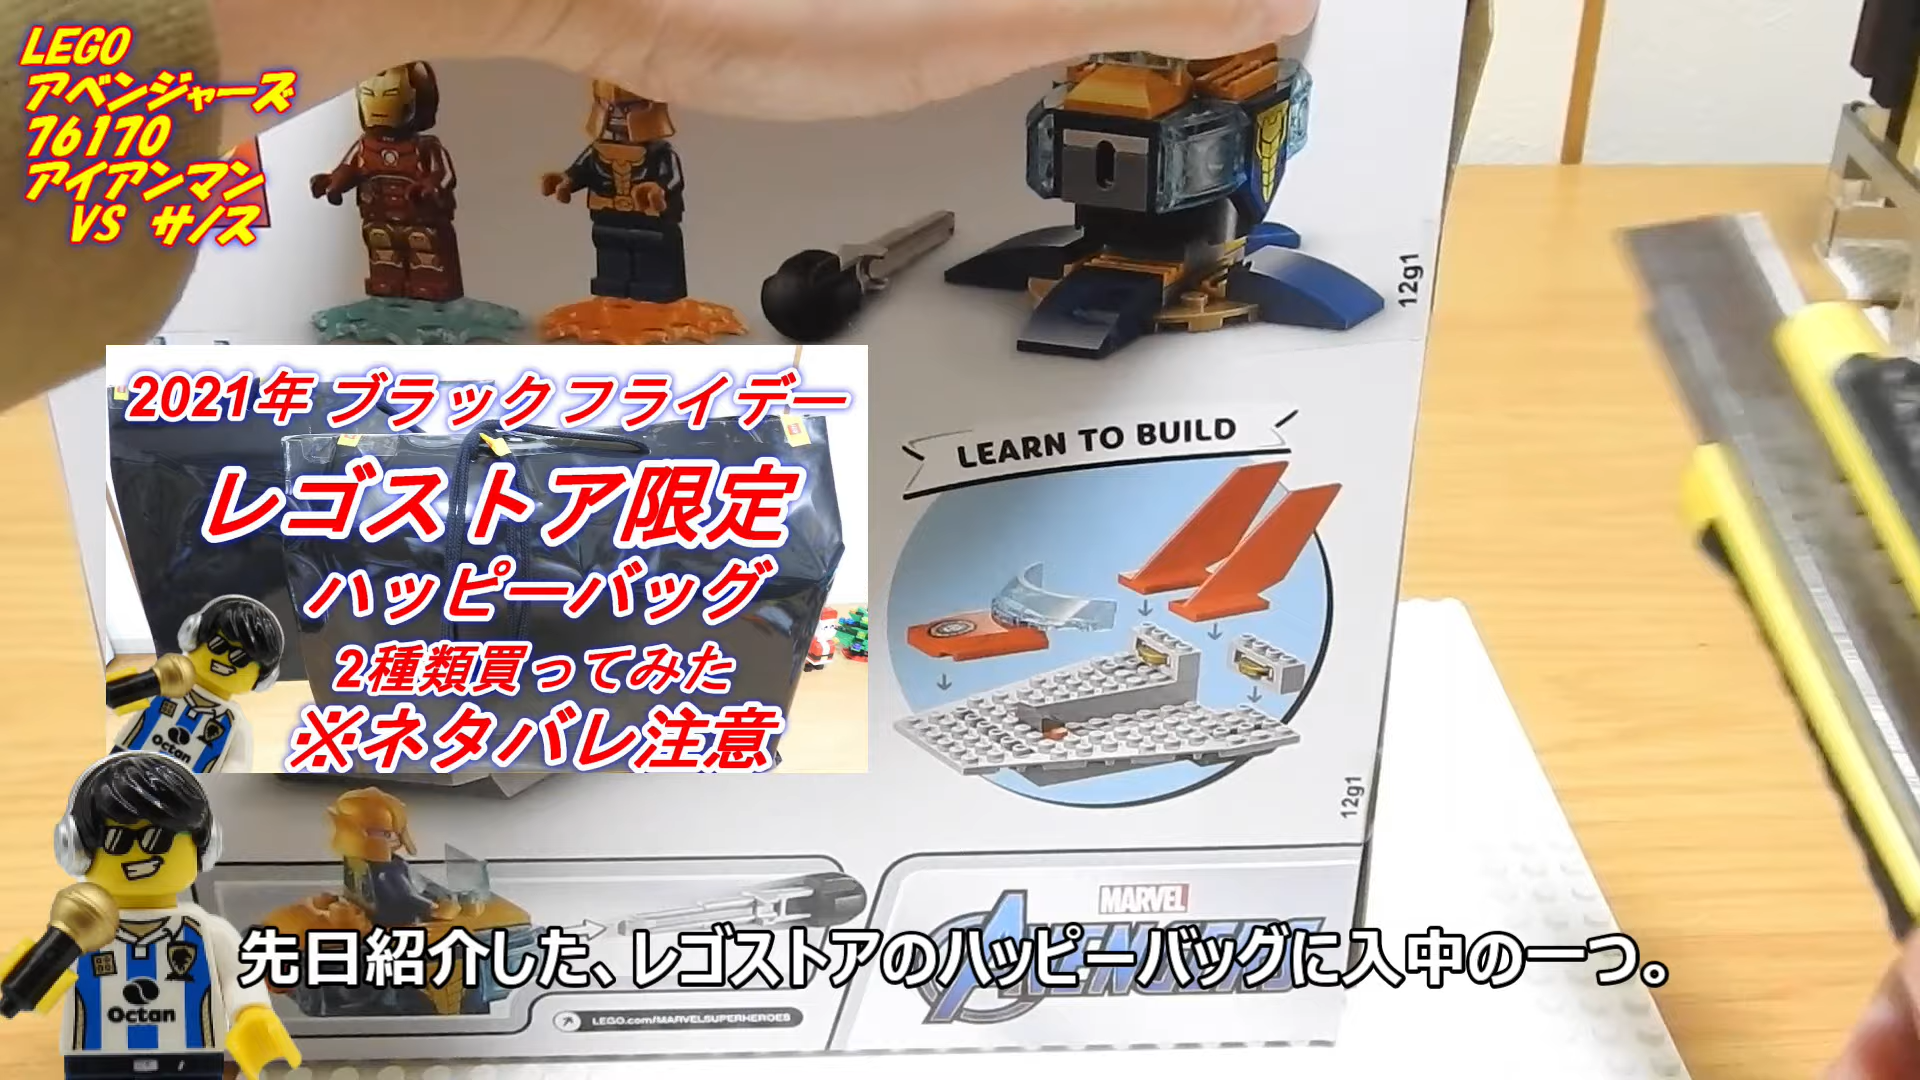 LEGO
アベンジャーズ
76170
アイアンマン
VS サノス
12g1
2021年 ブラックフライデー
レゴストア限定
ハッピーバッグ
2種類買ってみた
※ネタバレ注意
Octan
LEARN TO BUILD
12g1
MARVEL
AVENGERS
先日紹介した、レゴストアのハッピーバッグに入中の一つ。
Octan
LEGO.com/MARVELSUPERHEROES